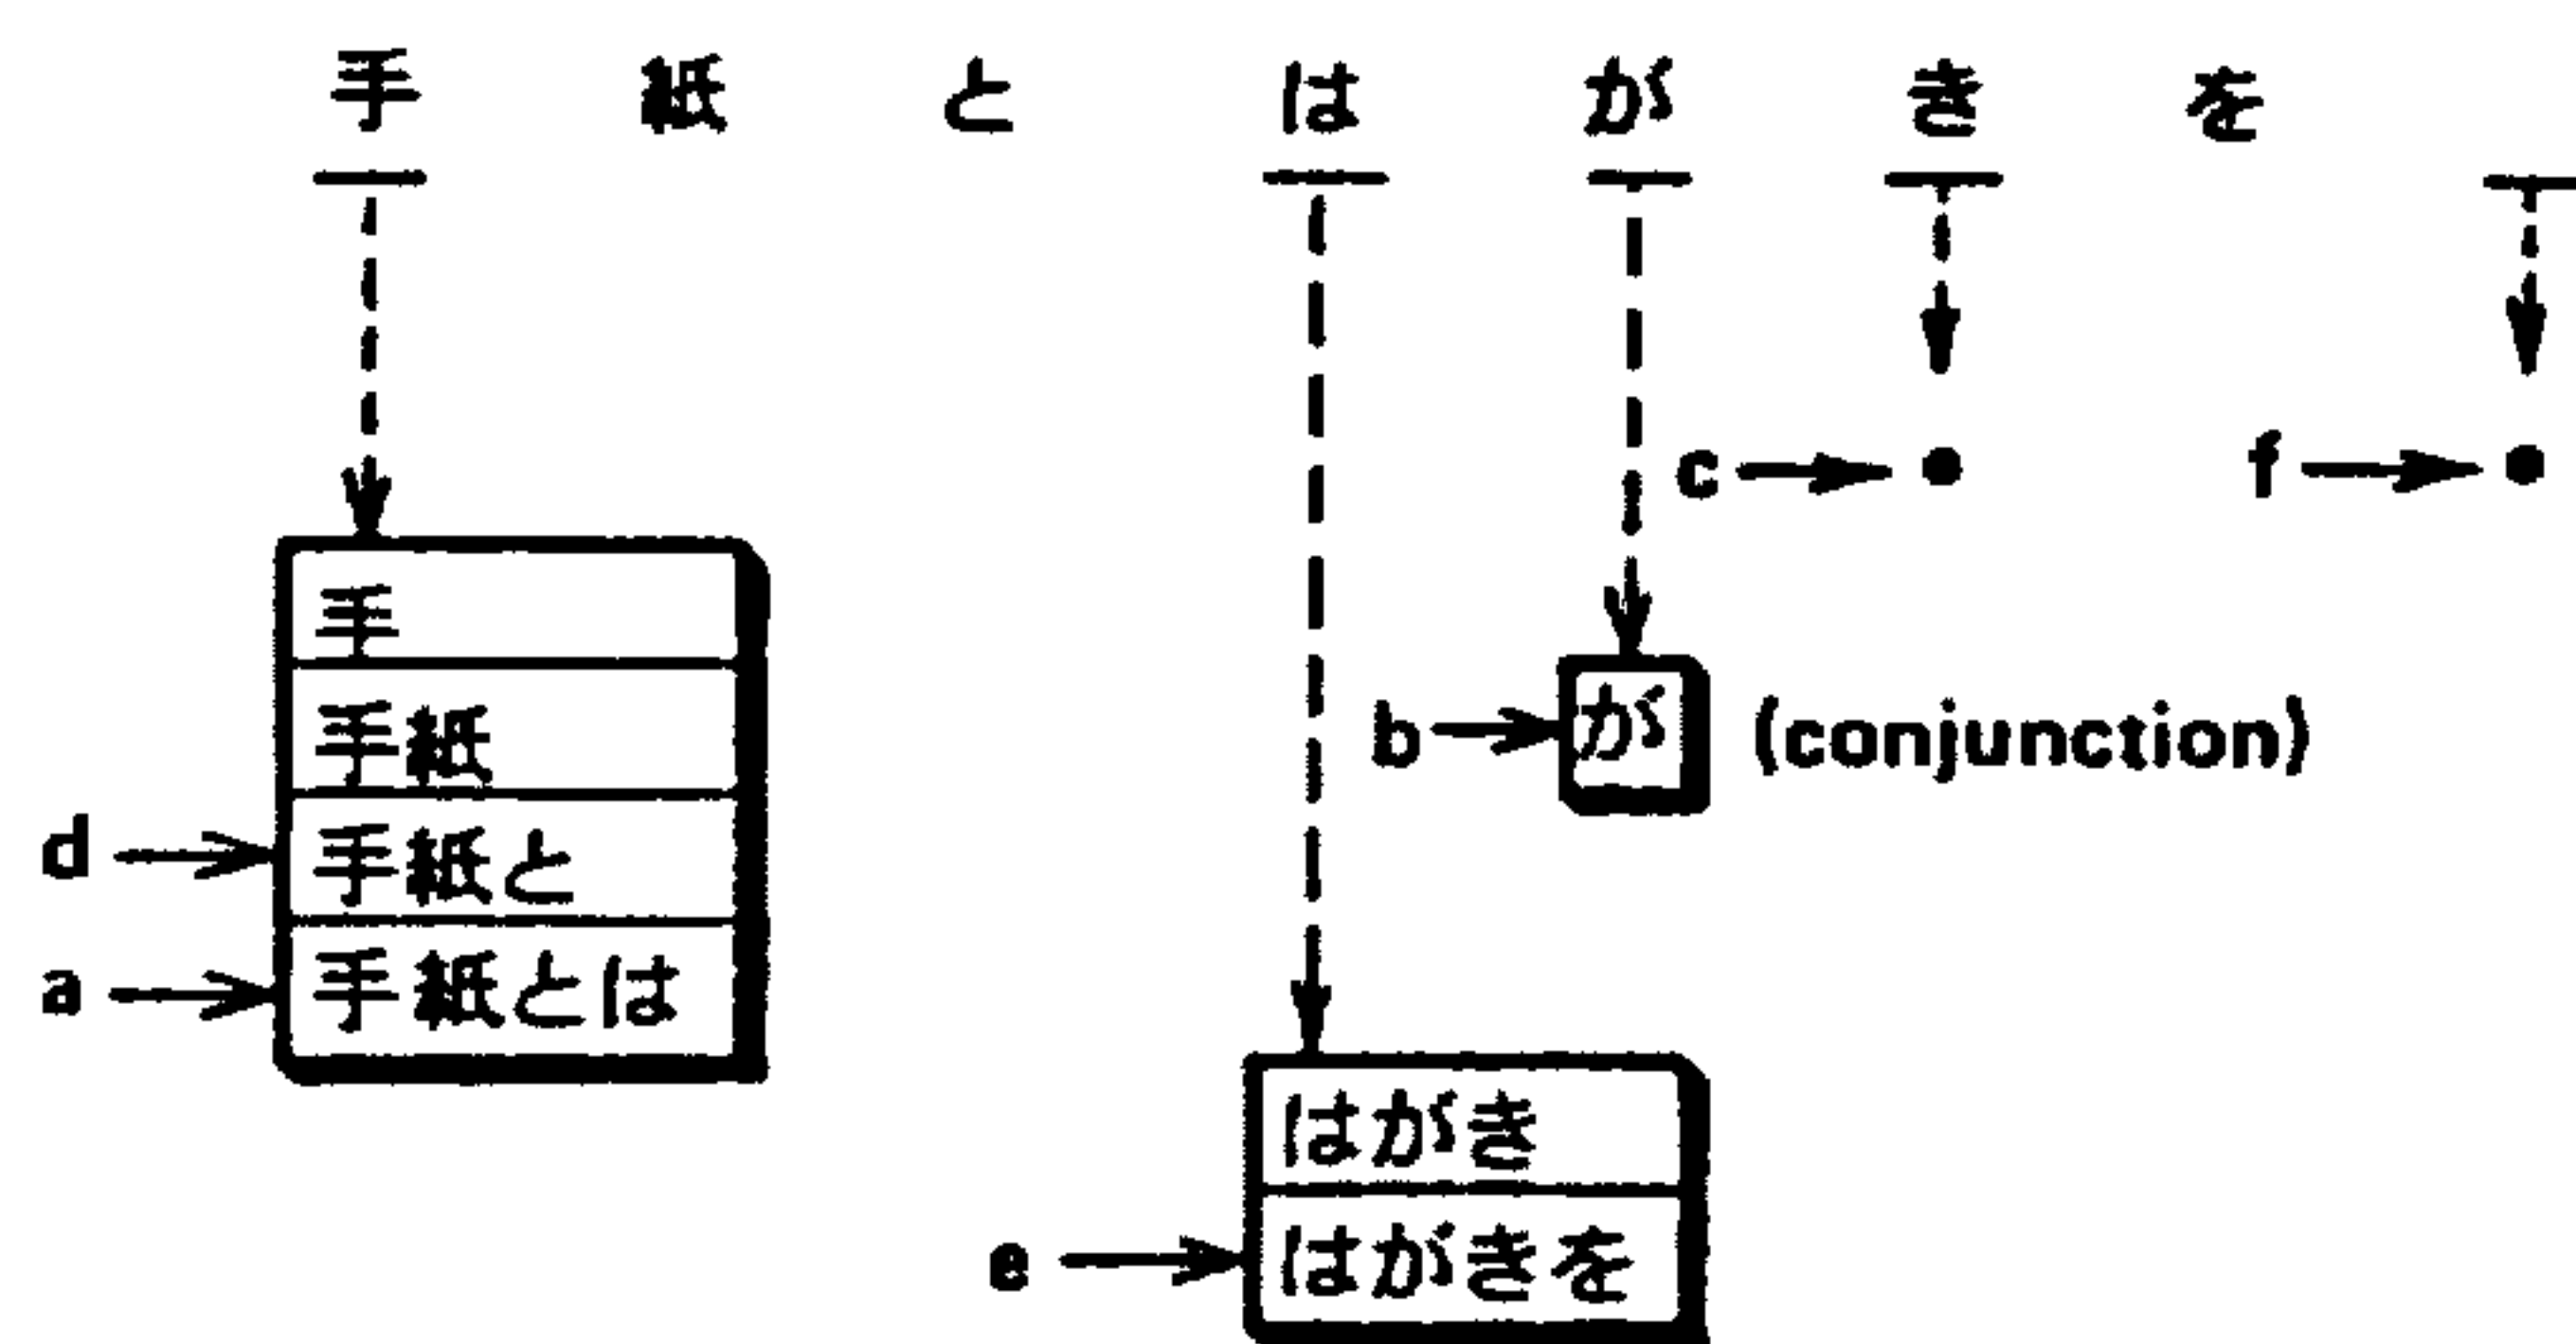 手 紙 と は が き を
c f
手
手紙
b が (conjunction)
d 手紙と
a 手紙とは
はがき
e はがきを